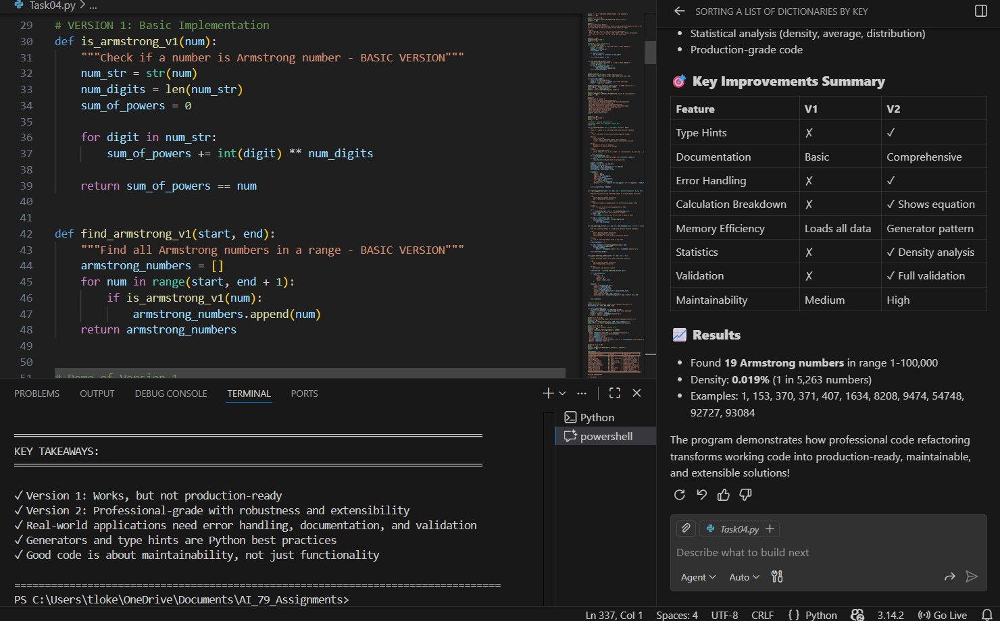 Task04.py > ...
29 # VERSION 1: Basic Implementation
30 def is_armstrong_v1(num):
31 """Check if a number is Armstrong number - BASIC VERSION"""
32 num_str = str(num)
33 num_digits = len(num_str)
34 sum_of_powers = 0
35
36 for digit in num_str:
37 sum_of_powers += int(digit) ** num_digits
38
39 return sum_of_powers == num
40
41
42 def find_armstrong_v1(start, end):
43 """Find all Armstrong numbers in a range - BASIC VERSION"""
44 armstrong_numbers = []
45 for num in range(start, end + 1):
46 if is_armstrong_v1(num):
47 armstrong_numbers.append(num)
48 return armstrong_numbers
49
50
51 # Demo of Version 1
PROBLEMS OUTPUT DEBUG CONSOLE TERMINAL PORTS
Python
powershell
KEY TAKEAWAYS:
✓ Version 1: Works, but not production-ready
✓ Version 2: Professional-grade with robustness and extensibility
✓ Real-world applications need error handling, documentation, and validation
✓ Generators and type hints are Python best practices
✓ Good code is about maintainability, not just functionality
================================================================================
PS C:\Users\tloke\OneDrive\Documents\AI_79_Assignments>
SORTING A LIST OF DICTIONARIES BY KEY
• Statistical analysis (density, average, distribution)
• Production-grade code
🎯 Key Improvements Summary
Feature V1 V2
Type Hints ✗ ✓
Documentation Basic Comprehensive
Error Handling ✗ ✓
Calculation Breakdown ✗ ✓ Shows equation
Memory Efficiency Loads all data Generator pattern
Statistics ✗ ✓ Density analysis
Validation ✗ ✓ Full validation
Maintainability Medium High
📈 Results
• Found 19 Armstrong numbers in range 1-100,000
• Density: 0.019% (1 in 5,263 numbers)
• Examples: 1, 153, 370, 371, 407, 1634, 8208, 9474, 54748,
92727, 93084
The program demonstrates how professional code refactoring
transforms working code into production-ready, maintainable,
and extensible solutions!
Task04.py +
Describe what to build next
Agent Auto
Ln 337, Col 1 Spaces: 4 UTF-8 CRLF {} Python 3.14.2 Go Live